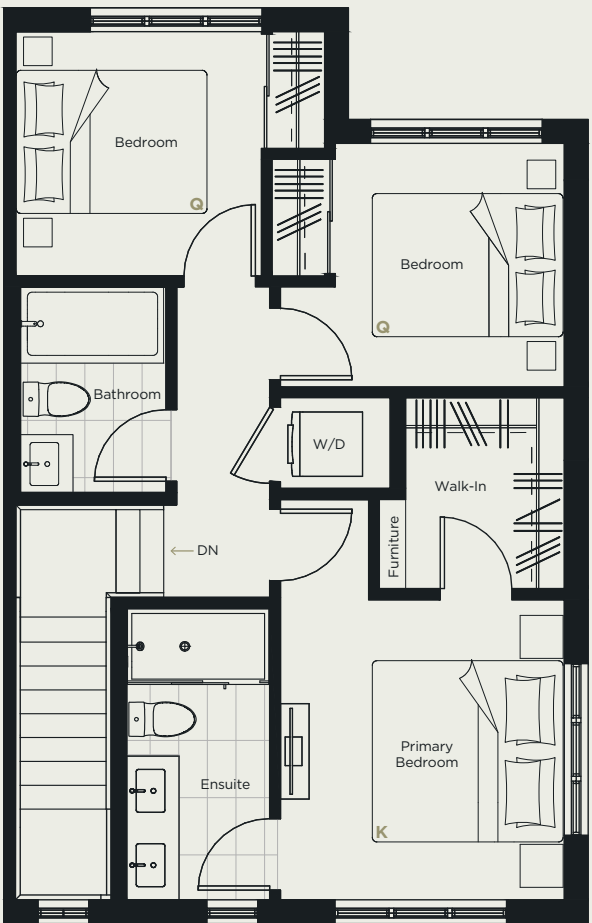 Bedroom
Q
Bedroom
Q
Bathroom
W/D
Walk-In
Furniture
← DN
Primary
Bedroom
K
Ensuite